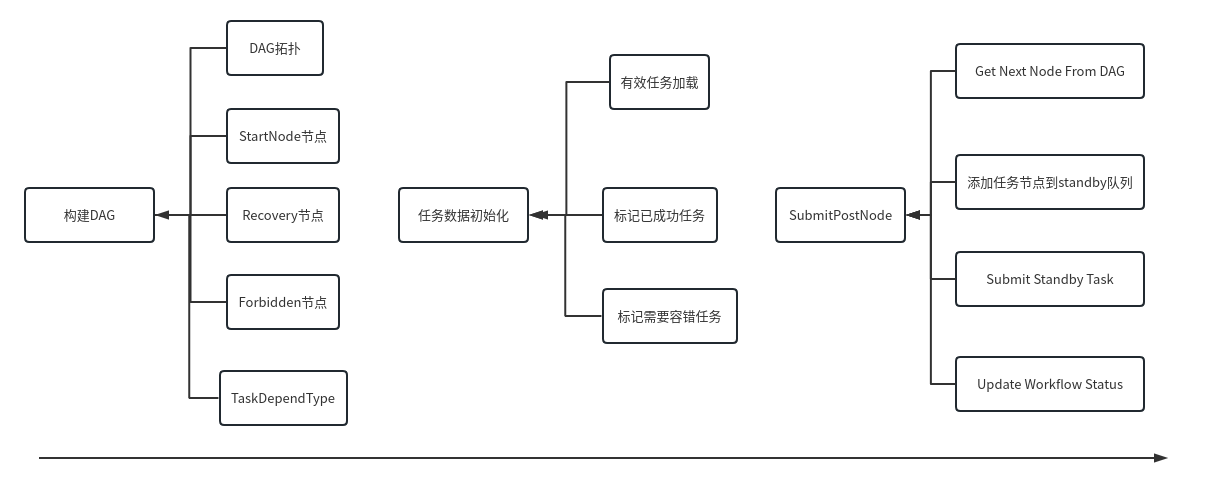 DAG拓扑
StartNode节点
构建DAG
Recovery节点
Forbidden节点
TaskDependType
有效任务加载
任务数据初始化
标记已成功任务
标记需要容错任务
Get Next Node From DAG
添加任务节点到standby队列
SubmitPostNode
Submit Standby Task
Update Workflow Status